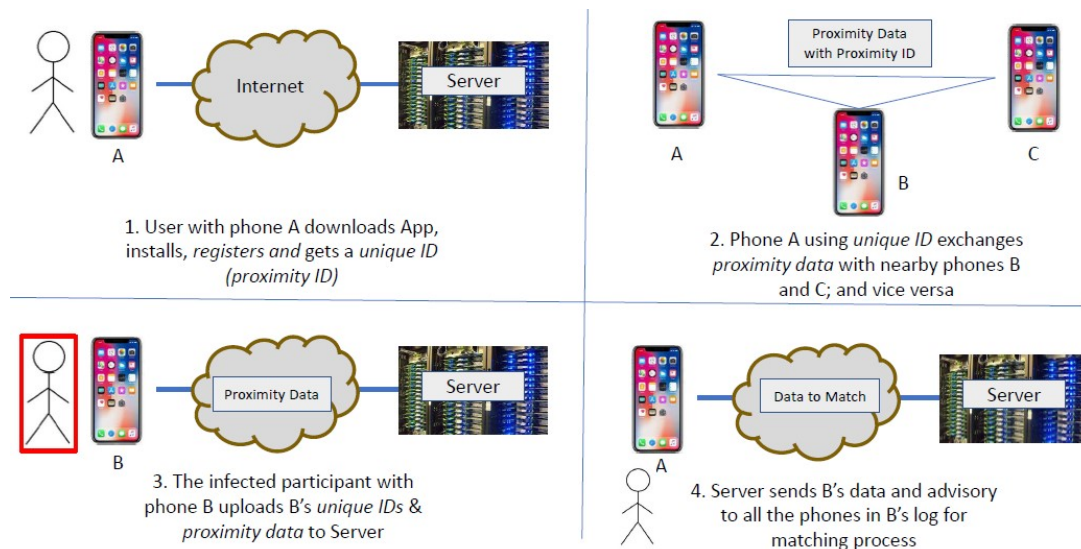 Internet
Server
A
1. User with phone A downloads App,
installs, registers and gets a unique ID
(proximity ID)
Proximity Data
with Proximity ID
A
B
C
2. Phone A using unique ID exchanges
proximity data with nearby phones B
and C; and vice versa
Proximity Data
Server
B
3. The infected participant with
phone B uploads B’s unique IDs &
proximity data to Server
Data to Match
Server
A
4. Server sends B’s data and advisory
to all the phones in B’s log for
matching process